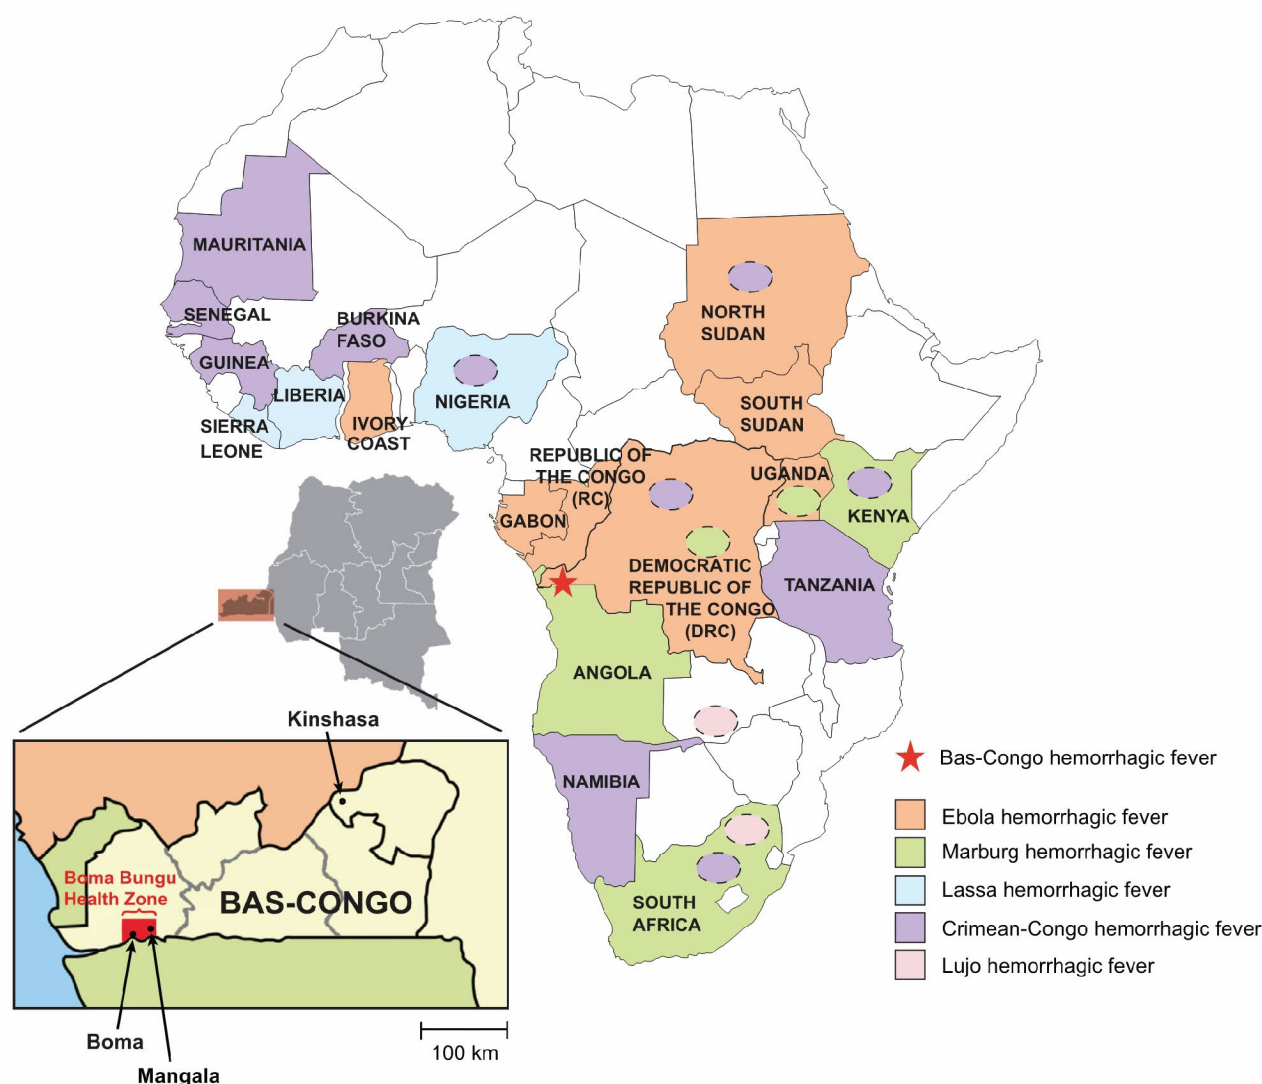 MAURITANIA
SENEGAL
GUINEA
BURKINA
FASO
LIBERIA
SIERRA
LEONE
IVORY
COAST
NIGERIA
NORTH
SUDAN
SOUTH
SUDAN
REPUBLIC OF
THE CONGO
(RC)
GABON
UGANDA
KENYA
DEMOCRATIC
REPUBLIC OF
THE CONGO
(DRC)
TANZANIA
ANGOLA
NAMIBIA
SOUTH
AFRICA
Kinshasa
Boma Bungu
Health Zone
BAS-CONGO
Boma
Mangala
100 km
Bas-Congo hemorrhagic fever
Ebola hemorrhagic fever
Marburg hemorrhagic fever
Lassa hemorrhagic fever
Crimean-Congo hemorrhagic fever
Lujo hemorrhagic fever